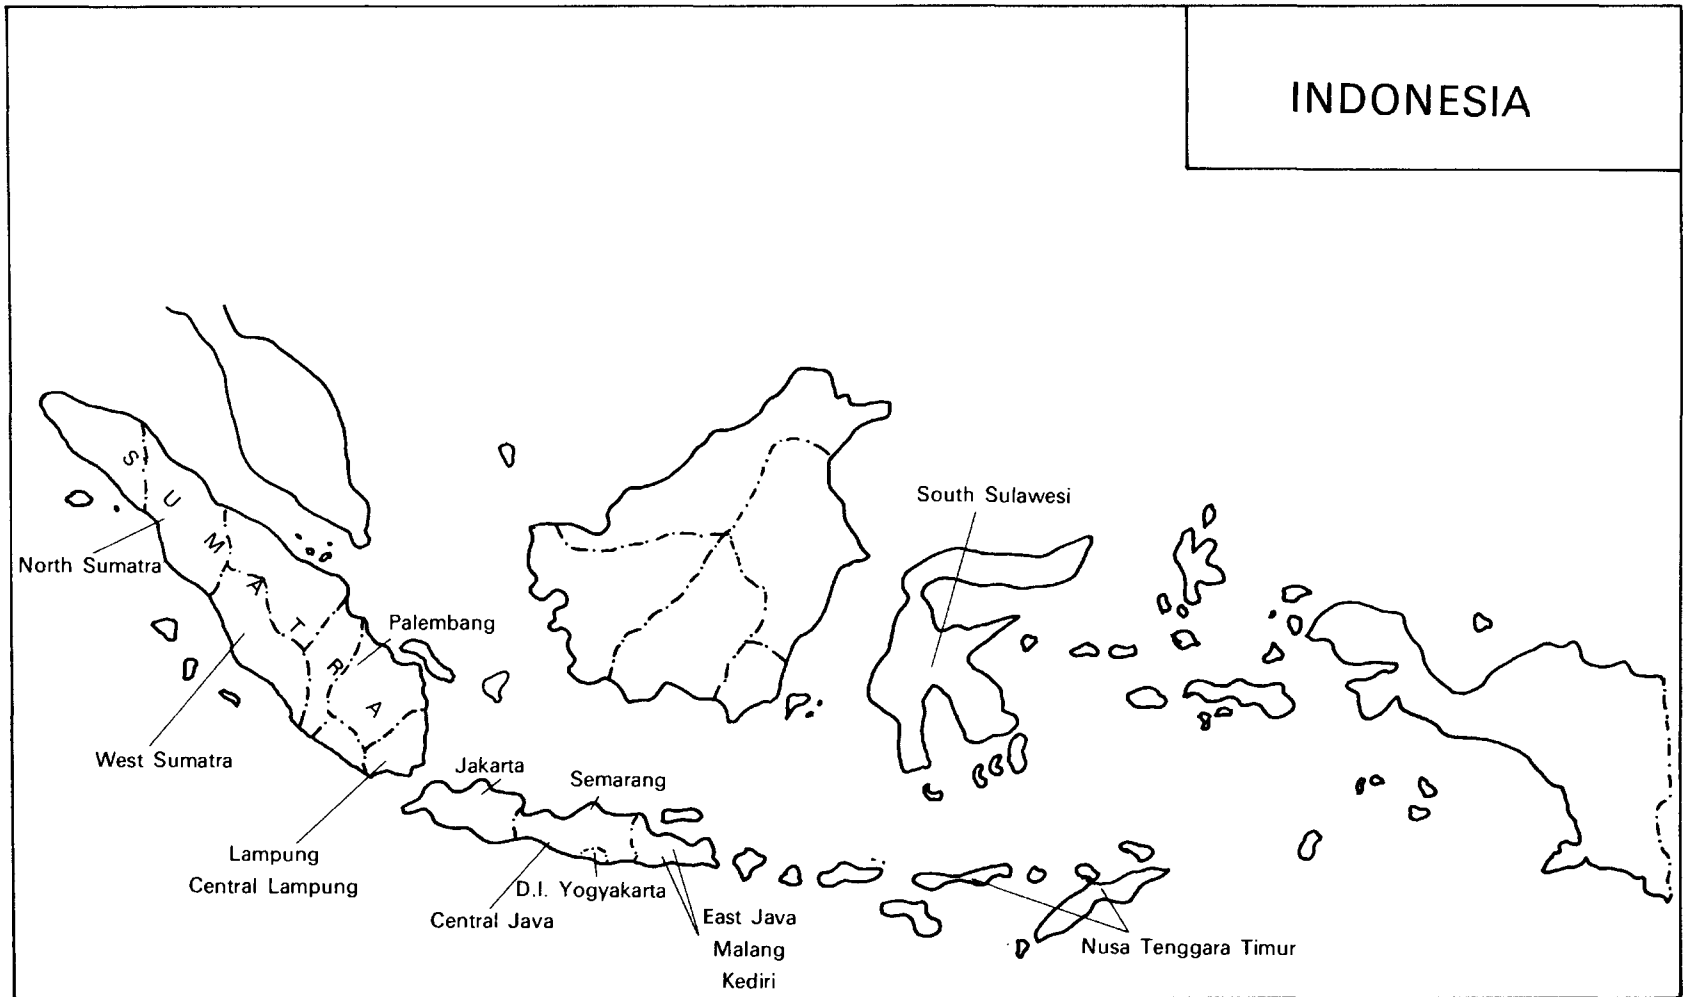 INDONESIA
SUMATRA
South Sulawesi
North Sumatra
Palembang
West Sumatra
Jakarta
Semarang
Lampung
Central Lampung
D.I. Yogyakarta
Central Java
East Java
Malang
Kediri
Nusa Tenggara Timur